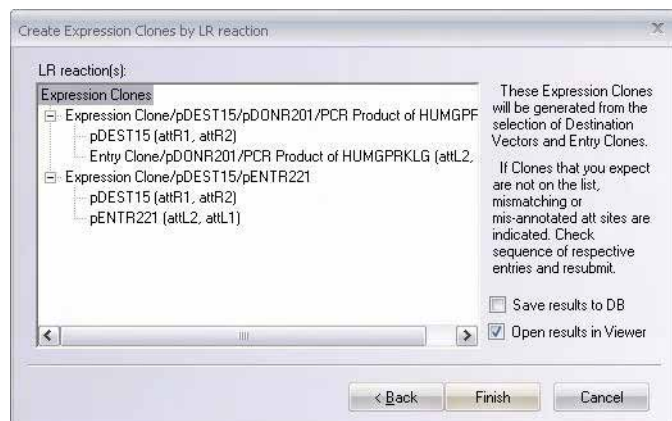 Create Expression Clones by LR reaction
LR reaction(s):
Expression Clones
Expression Clone/pDEST15/pDONR201/PCR Product of HUMGPF
pDEST15 (attR1, attR2)
Entry Clone/pDONR201/PCR Product of HUMGPRKLG (attL2,
Expression Clone/pDEST15/pENTR221
pDEST15 (attR1, attR2)
pENTR221 (attL2, attL1)
These Expression Clones
will be generated from the
selection of Destination
Vectors and Entry Clones.
If Clones that you expect
are not on the list,
mismatching or
mis-annotated att sites are
indicated. Check
sequence of respective
entries and resubmit.
Save results to DB
Open results in Viewer
< Back
Finish
Cancel